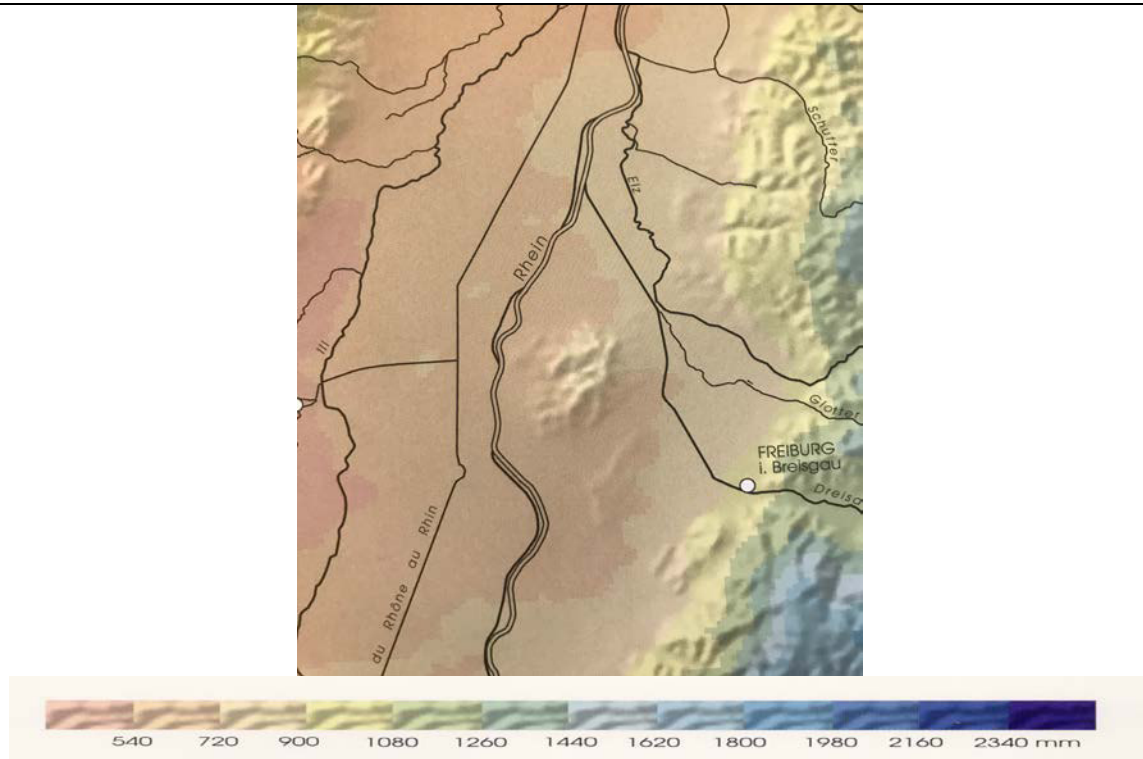 Schutter
Elz
Rhein
Ill
Glotter
FREIBURG
i. Breisgau
Dreisa
du Rhône au Rhin
540 720 900 1080 1260 1440 1620 1800 1980 2160 2340 mm